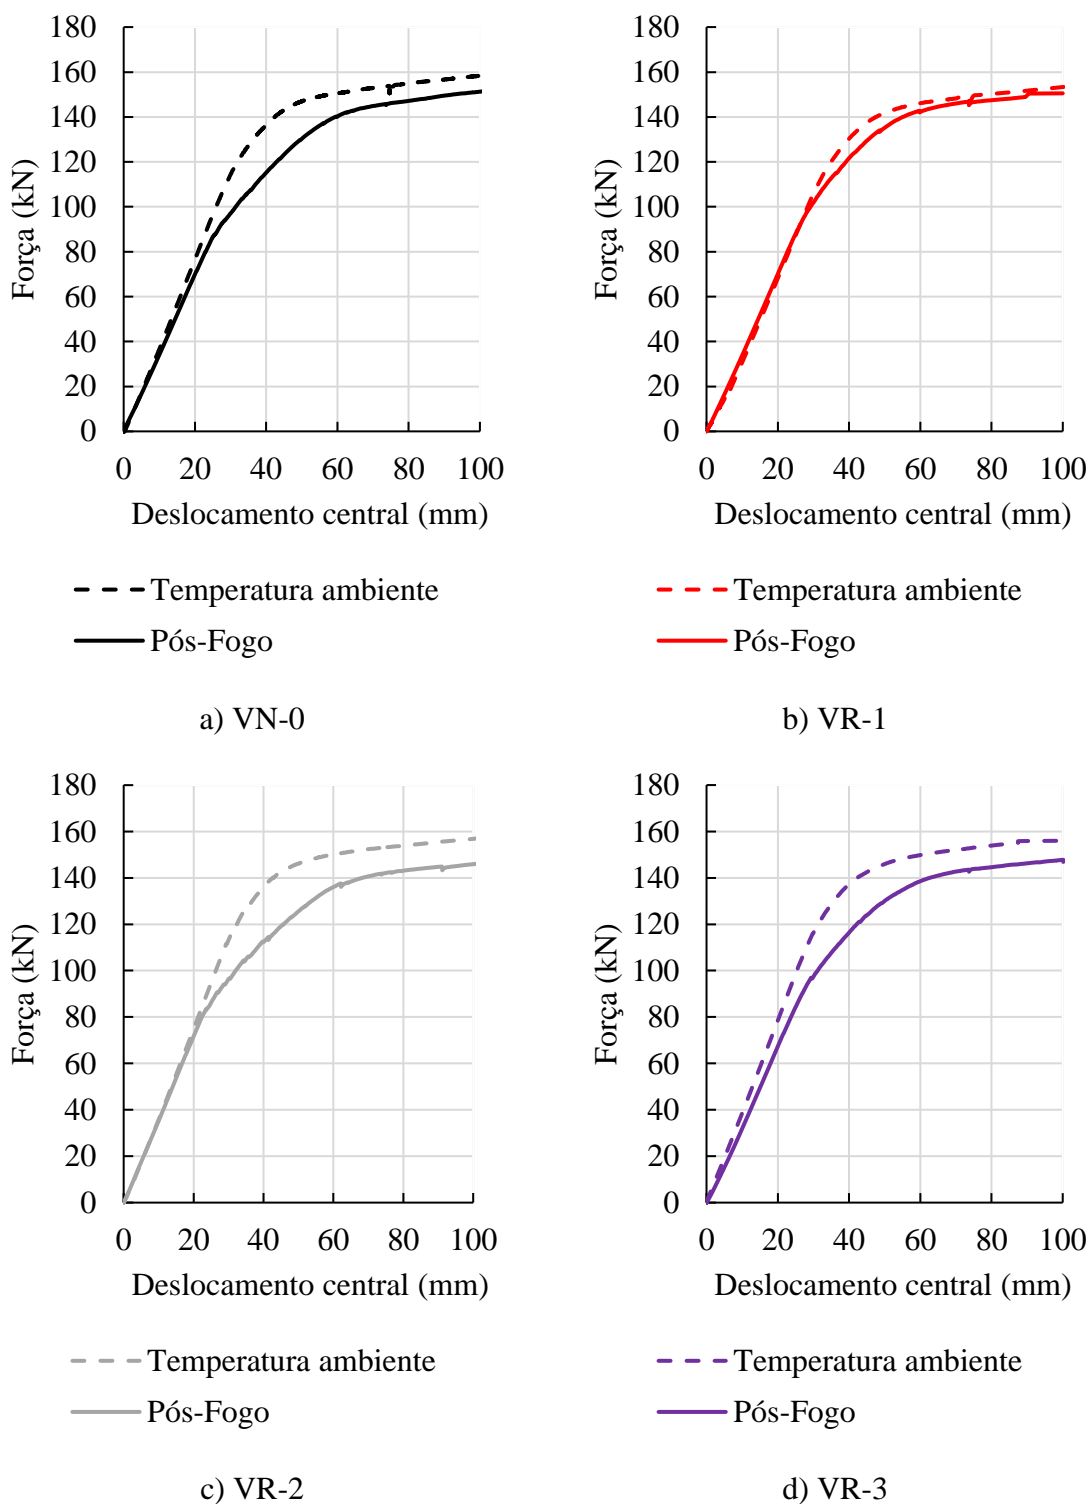 180
160
140
120
100
80
60
40
20
0
Força (kN)
0 20 40 60 80 100
Deslocamento central (mm)
Temperatura ambiente
Pós-Fogo
a) VN-0
180
160
140
120
100
80
60
40
20
0
Força (kN)
0 20 40 60 80 100
Deslocamento central (mm)
Temperatura ambiente
Pós-Fogo
b) VR-1
180
160
140
120
100
80
60
40
20
0
Força (kN)
0 20 40 60 80 100
Deslocamento central (mm)
Temperatura ambiente
Pós-Fogo
c) VR-2
180
160
140
120
100
80
60
40
20
0
Força (kN)
0 20 40 60 80 100
Deslocamento central (mm)
Temperatura ambiente
Pós-Fogo
d) VR-3